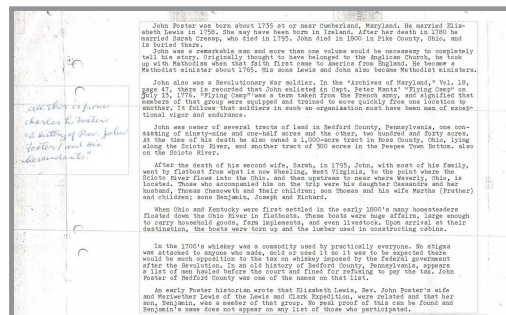 John Foster was born about 1735 at or near Cumberland, Maryland. He married Eliz-
abeth Lewis in 1758. She may have been born in Ireland. After her death in 1780 he
married Sarah Cressp, who died in 1795. John died in 1800 in Pike County, Ohio, and
is buried there.
John was a remarkable man and more than one volume would be necessary to completely
tell his story. Originally thought to have belonged to the Anglican Church, he took
up with Methodism when that faith first came to America from England. He became a
Methodist minister about 1765. His sons Lewis and John also became Methodist ministers.
John also was a Revolutionary War soldier. In the "Archives of Maryland," Vol. 18,
page 47, there is recorded that John enlisted in Capt. Peter Mantz' "Flying Camp" on
July 13, 1776. "Flying Camp" was a term taken from the French army, and signified that
members of that group were equipped and trained to move quickly from one location to
another. It follows that soldiers in such an organization must have been men of excep-
tional vigor and endurance.
all this is from
Charles R. Foster
"A History of Rev. John
Foster and his
descendants"
John was owner of several tracts of land in Bedford County, Pennsylvania, one con-
sisting of ninety-nine and one-half acres and the other, two hundred and forty acres.
At the time of his death he also owned a 1,000-acre tract in Ross County, Ohio, lying
along the Scioto River, and another tract of 300 acres in the Peepee Town Bottom, also
on the Scioto River.
After the death of his second wife, Sarah, in 1795, John, with most of his family,
went by flatboat from what is now Wheeling, West Virginia, to the point where the
Scioto River flows into the Ohio, and then upstream to near where Waverly, Ohio, is
located. Those who accompanied him on the trip were his daughter Cassandra and her
husband, Thomas Chenoweth and their children; son Thomas and his wife Martha (Prather)
and children; sons Benjamin, Joseph and Richard.
When Ohio and Kentucky were first settled in the early 1800's many homesteaders
floated down the Ohio River in flatboats. These boats were huge affairs, large enough
to carry household goods, farm implements, and even livestock. Upon arrival at their
destination, the boats were torn up and the lumber used in constructing cabins.
In the 1700's whiskey was a commodity used by practically everyone. No stigma
was attached to anyone who made, sold or used it so it was to be expected there
would be much opposition to the tax on whiskey imposed by the federal government
after the Revolution. In an old history of Bedford County, Pennsylvania, appears
a list of men hauled before the court and fined for refusing to pay the tax. John
Foster of Bedford County was one of the names on that list.
An early Foster historian wrote that Elizabeth Lewis, Rev. John Foster's wife
and Meriwether Lewis of the Lewis and Clark Expedition, were related and that her
son, Benjamin, was a member of that group. No real proof of this can be found and
Benjamin's name does not appear on any list of those who participated.